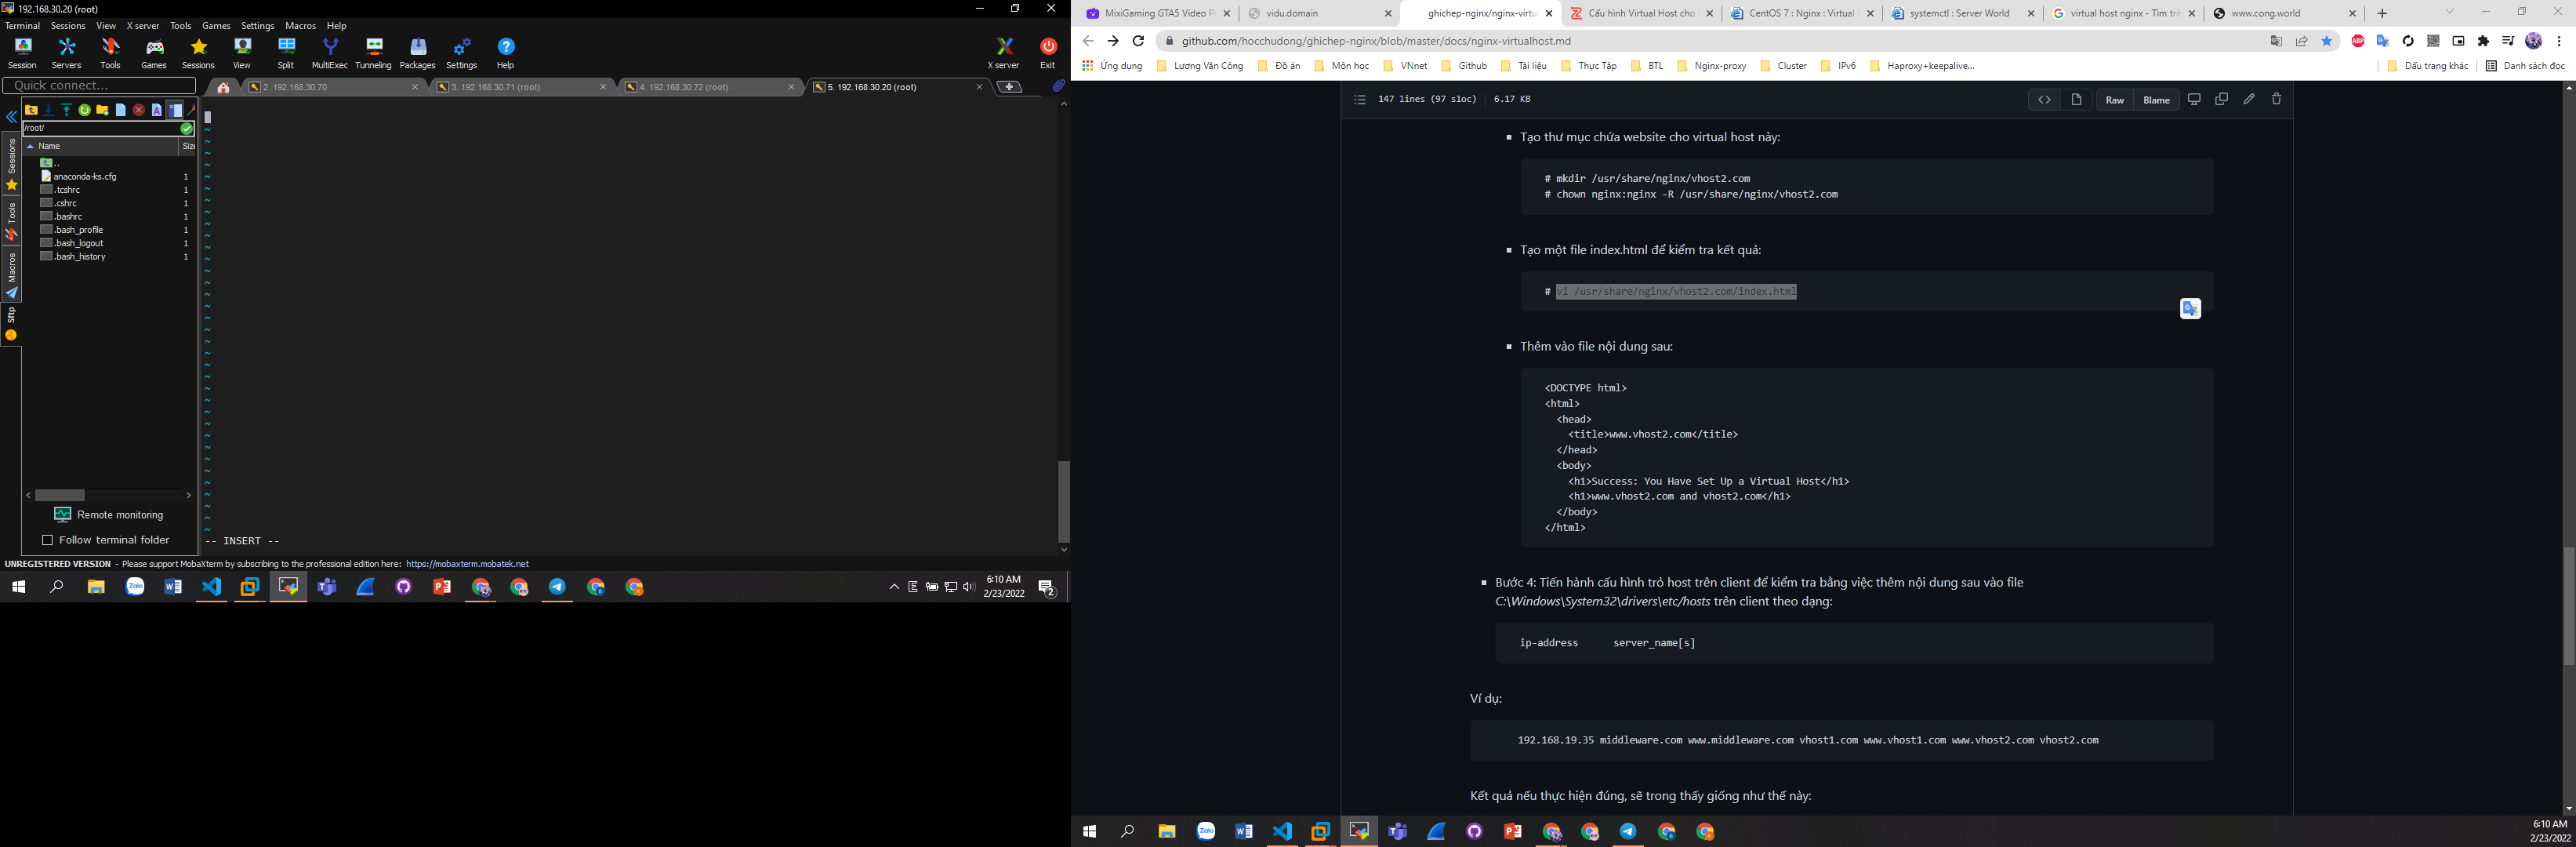 192.168.30.20 (root)
Terminal Sessions View X server Tools Games Settings Macros Help
Session Servers Tools Games Sessions View Split MultiExec Tunneling Packages Settings Help X server Exit
Quick connect...
2. 192.168.30.70
3. 192.168.30.71 (root)
4. 192.168.30.72 (root)
5. 192.168.30.20 (root)
/root/
Name Size
..
anaconda-ks.cfg 1
.tcshrc 1
.cshrc 1
.bashrc 1
.bash_profile 1
.bash_logout 1
.bash_history 1
Sessions
Tools
Macros
Sftp
Remote monitoring
Follow terminal folder
-- INSERT --
UNREGISTERED VERSION - Please support MobaXterm by subscribing to the professional edition here: https://mobaxterm.mobatek.net
6:10 AM
2/23/2022
2
MixiGaming GTA5 Video P
vidu.domain
ghichep-nginx/nginx-virtu
Cấu hình Virtual Host cho
CentOS 7 : Nginx : Virtual
systemctl : Server World
virtual host nginx - Tìm trê
www.cong.world
github.com/hocchudong/ghichep-nginx/blob/master/docs/nginx-virtualhost.md
ABP
Ứng dụng Lương Văn Công Đồ án Môn học VNnet Github Tài liệu Thực Tập BTL Nginx-proxy Cluster IPv6 Haproxy+keepalive... Dấu trang khác Danh sách đọc
147 lines (97 sloc) 6.17 KB
Raw Blame
Tạo thư mục chứa website cho virtual host này:
# mkdir /usr/share/nginx/vhost2.com
# chown nginx:nginx -R /usr/share/nginx/vhost2.com
Tạo một file index.html để kiểm tra kết quả:
# vi /usr/share/nginx/vhost2.com/index.html
Thêm vào file nội dung sau:
<DOCTYPE html>
<html>
<head>
<title>www.vhost2.com</title>
</head>
<body>
<h1>Success: You Have Set Up a Virtual Host</h1>
<h1>www.vhost2.com and vhost2.com</h1>
</body>
</html>
Bước 4: Tiến hành cấu hình trỏ host trên client để kiểm tra bằng việc thêm nội dung sau vào file
C:\Windows\System32\drivers\etc/hosts trên client theo dạng:
ip-address server_name[s]
Ví dụ:
192.168.19.35 middleware.com www.middleware.com vhost1.com www.vhost1.com www.vhost2.com vhost2.com
Kết quả nếu thực hiện đúng, sẽ trong thấy giống như thế này:
6:10 AM
2/23/2022